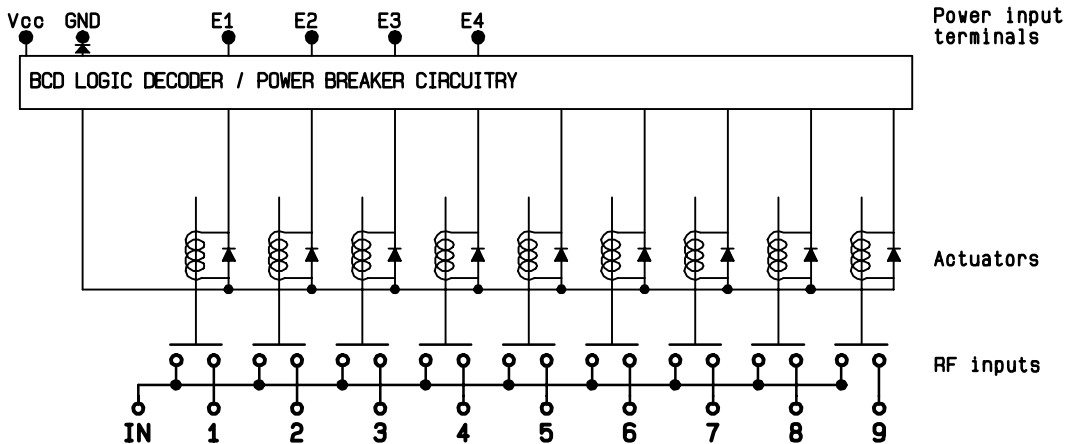 Vcc GND E1 E2 E3 E4 Power input
terminals
BCD LOGIC DECODER / POWER BREAKER CIRCUITRY
Actuators
RF inputs
IN 1 2 3 4 5 6 7 8 9